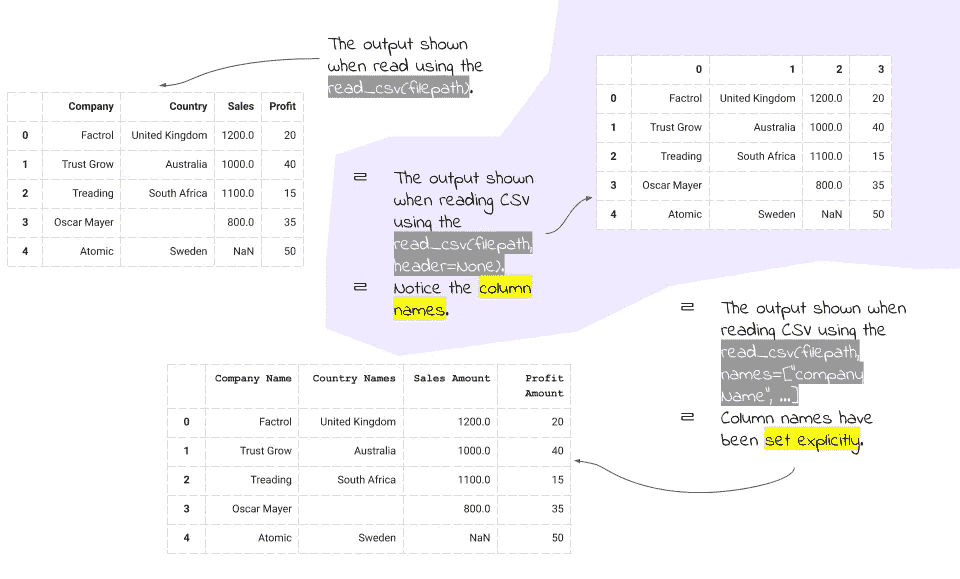 The output shown
when read using the
read_csv(filepath).
Company Country Sales Profit
0 Factrol United Kingdom 1200.0 20
1 Trust Grow Australia 1000.0 40
2 Treading South Africa 1100.0 15
3 Oscar Mayer 800.0 35
4 Atomic Sweden NaN 50
The output shown
when reading CSV
using the
read_csv(filepath,
header=None).
Notice the column
names.
0 1 2 3
0 Factrol United Kingdom 1200.0 20
1 Trust Grow Australia 1000.0 40
2 Treading South Africa 1100.0 15
3 Oscar Mayer 800.0 35
4 Atomic Sweden NaN 50
The output shown when
reading CSV using the
read_csv(filepath,
names=["company
Name", ...]
Column names have
been set explicitly.
Company Name Country Names Sales Amount Profit
Amount
0 Factrol United Kingdom 1200.0 20
1 Trust Grow Australia 1000.0 40
2 Treading South Africa 1100.0 15
3 Oscar Mayer 800.0 35
4 Atomic Sweden NaN 50